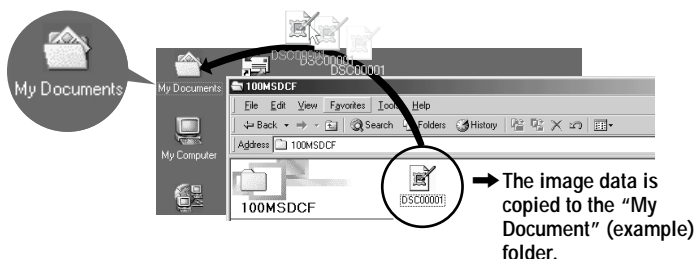 My Documents
DSC00001
DSC00001
DSC00001
My Documents
100MSDCF
File Edit View Favorites Tools Help
Back Search Folders History
My Computer
Address 100MSDCF
100MSDCF
DSC00001
The image data is
copied to the “My
Document” (example)
folder.